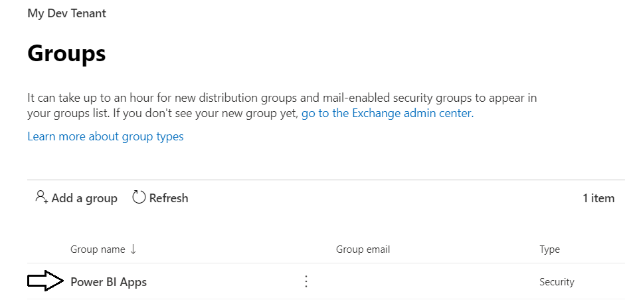 My Dev Tenant
Groups
It can take up to an hour for new distribution groups and mail-enabled security groups to appear in
your groups list. If you don't see your new group yet, go to the Exchange admin center.
Learn more about group types
Add a group Refresh 1 item
Group name ↓ Group email Type
Power BI Apps Security